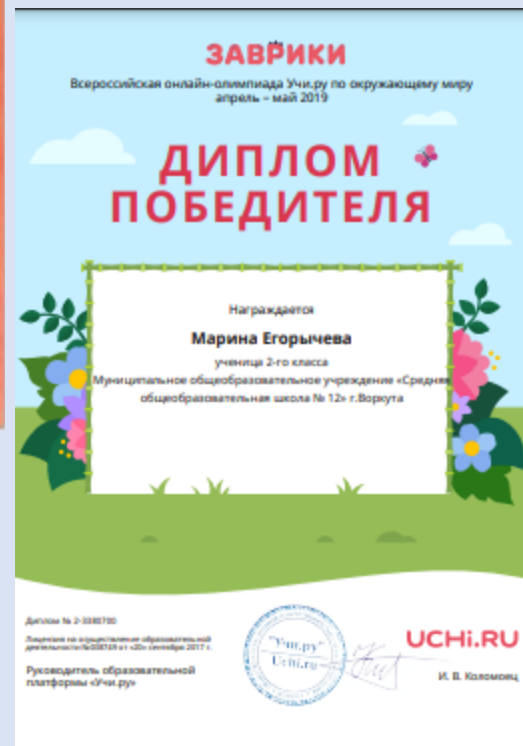 ЗАВРИКИ
Всероссийская онлайн-олимпиада Учи.ру по окружающему миру
апрель – май 2019
ДИПЛОМ
ПОБЕДИТЕЛЯ
Награждается
Марина Егорычева
ученица 2-го класса
Муниципальное общеобразовательное учреждение «Средняя
общеобразовательная школа № 12» г.Воркута
Диплом № 2-3380700
Лицензия на осуществление образовательной
деятельности №038749 от «20» сентября 2017 г.
Руководитель образовательной
платформы «Учи.ру»
"Учи.ру"
Uchi.ru
UCHi.RU
И. В. Коломоец